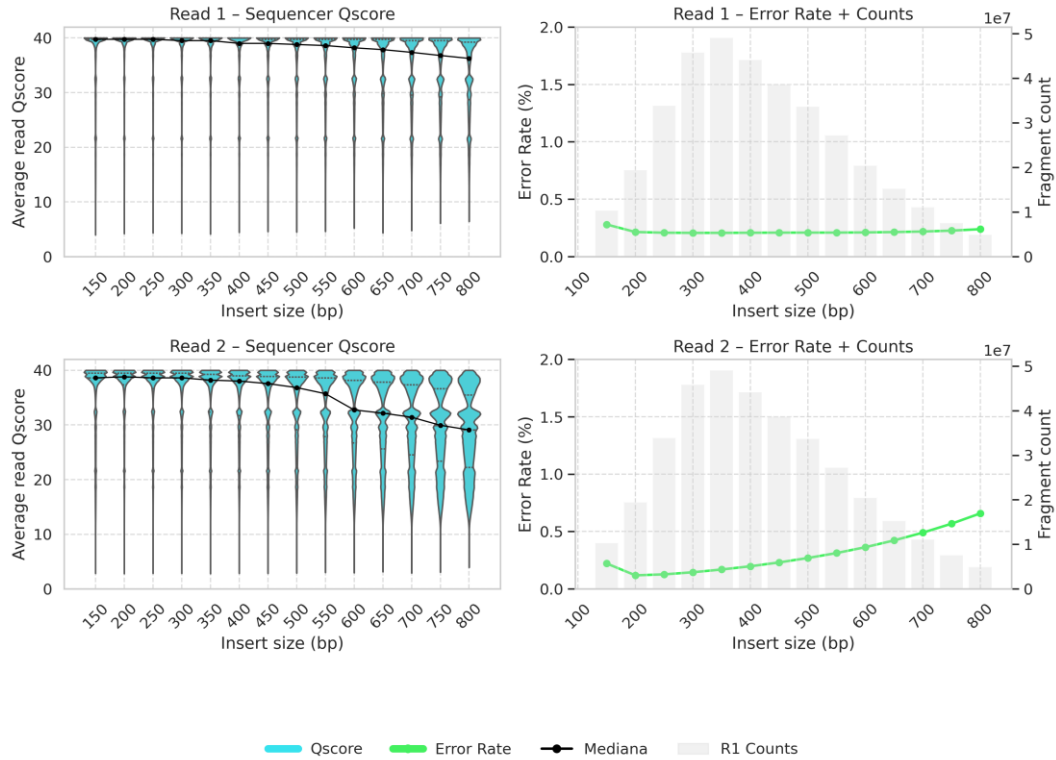 Read 1 – Sequencer Qscore
Average read Qscore
40
30
20
10
0
150 200 250 300 350 400 450 500 550 600 650 700 750 800
Insert size (bp)
Read 1 – Error Rate + Counts
1e7
Error Rate (%)
2.0
1.5
1.0
0.5
0.0
Fragment count
5
4
3
2
1
0
100 200 300 400 500 600 700 800
Insert size (bp)
Read 2 – Sequencer Qscore
Average read Qscore
40
30
20
10
0
150 200 250 300 350 400 450 500 550 600 650 700 750 800
Insert size (bp)
Read 2 – Error Rate + Counts
1e7
Error Rate (%)
2.0
1.5
1.0
0.5
0.0
Fragment count
5
4
3
2
1
0
100 200 300 400 500 600 700 800
Insert size (bp)
Qscore Error Rate Mediana R1 Counts